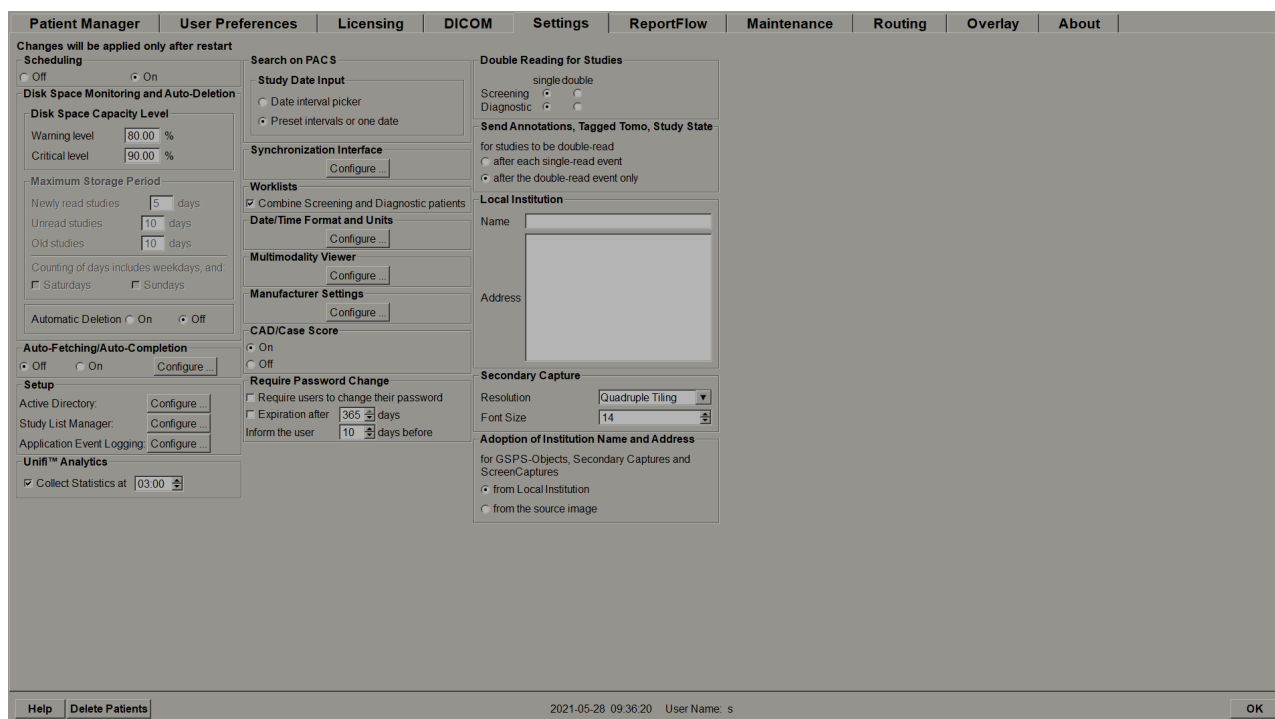 Patient Manager User Preferences Licensing DICOM Settings ReportFlow Maintenance Routing Overlay About
Changes will be applied only after restart
Scheduling
Off On
Disk Space Monitoring and Auto-Deletion
Disk Space Capacity Level
Warning level 80.00 %
Critical level 90.00 %
Maximum Storage Period
Newly read studies 5 days
Unread studies 10 days
Old studies 10 days
Counting of days includes weekdays, and:
Saturdays Sundays
Automatic Deletion On Off
Auto-Fetching/Auto-Completion
Off On Configure ...
Setup
Active Directory: Configure ...
Study List Manager: Configure ...
Application Event Logging: Configure ...
Unifi™ Analytics
Collect Statistics at 03:00
Search on PACS
Study Date Input
Date interval picker
Preset intervals or one date
Synchronization Interface
Configure ...
Worklists
Combine Screening and Diagnostic patients
Date/Time Format and Units
Configure ...
Multimodality Viewer
Configure ...
Manufacturer Settings
Configure ...
CAD/Case Score
On
Off
Require Password Change
Require users to change their password
Expiration after 365 days
Inform the user 10 days before
Double Reading for Studies
single double
Screening
Diagnostic
Send Annotations, Tagged Tomo, Study State
for studies to be double-read
after each single-read event
after the double-read event only
Local Institution
Name
Address
Secondary Capture
Resolution Quadruple Tiling
Font Size 14
Adoption of Institution Name and Address
for GSPS-Objects, Secondary Captures and
ScreenCaptures
from Local Institution
from the source image
Help Delete Patients 2021-05-28 09:36:20 User Name: s OK